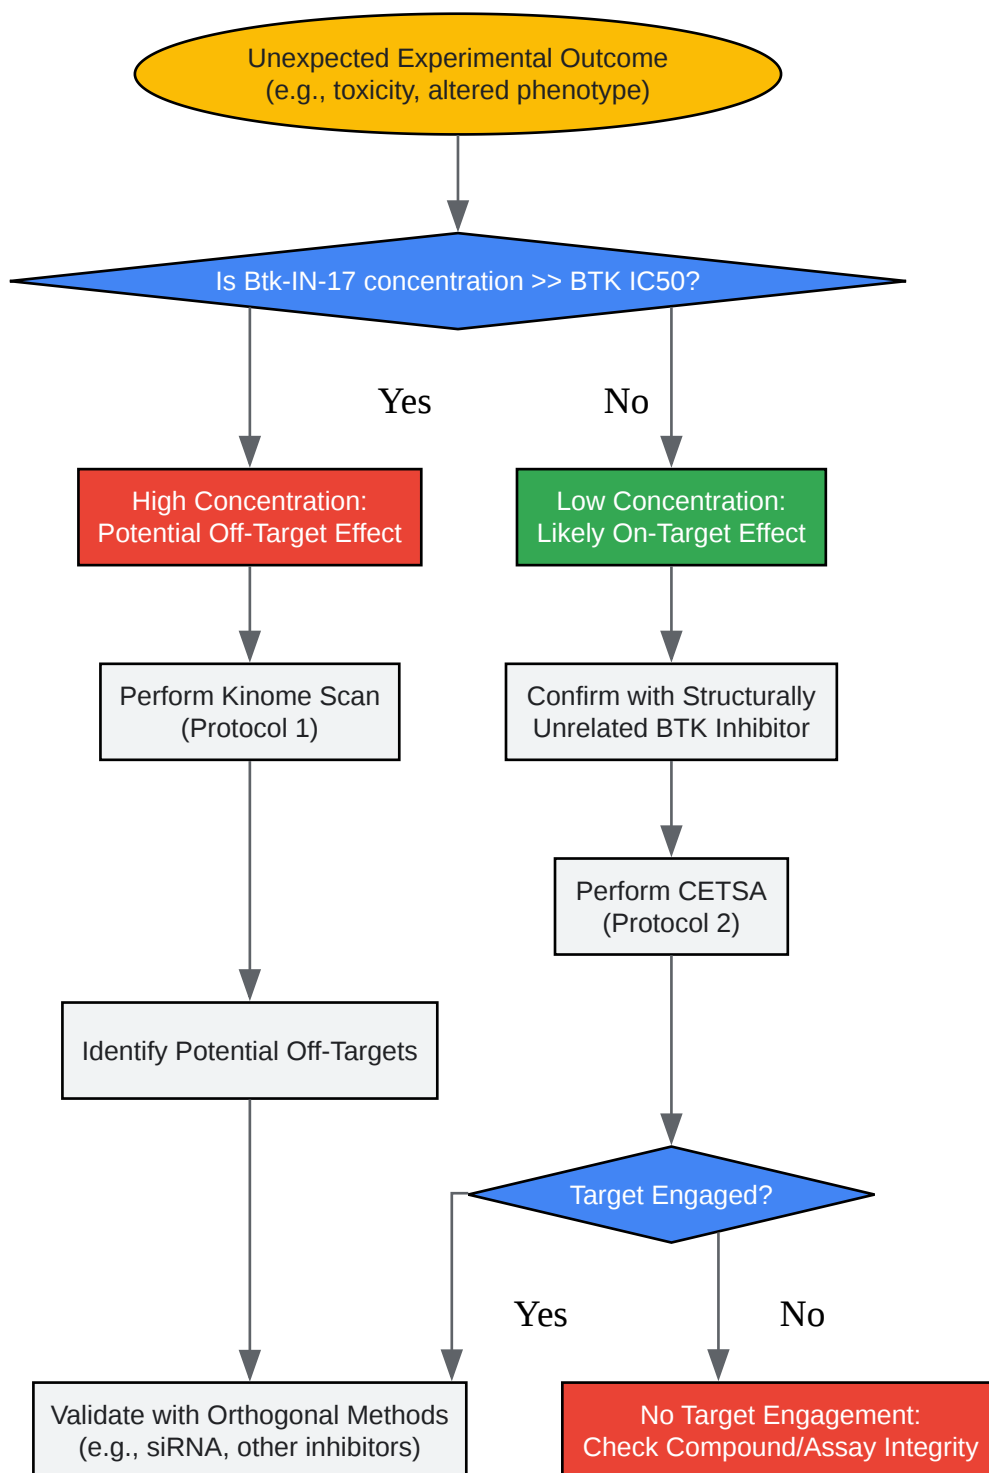 Unexpected Experimental Outcome
(e.g., toxicity, altered phenotype)
Is Btk-IN-17 concentration >> BTK IC50?
Yes
No
High Concentration:
Potential Off-Target Effect
Low Concentration:
Likely On-Target Effect
Perform Kinome Scan
(Protocol 1)
Confirm with Structurally
Unrelated BTK Inhibitor
Perform CETSA
(Protocol 2)
Identify Potential Off-Targets
Target Engaged?
Yes
No
Validate with Orthogonal Methods
(e.g., siRNA, other inhibitors)
No Target Engagement:
Check Compound/Assay Integrity